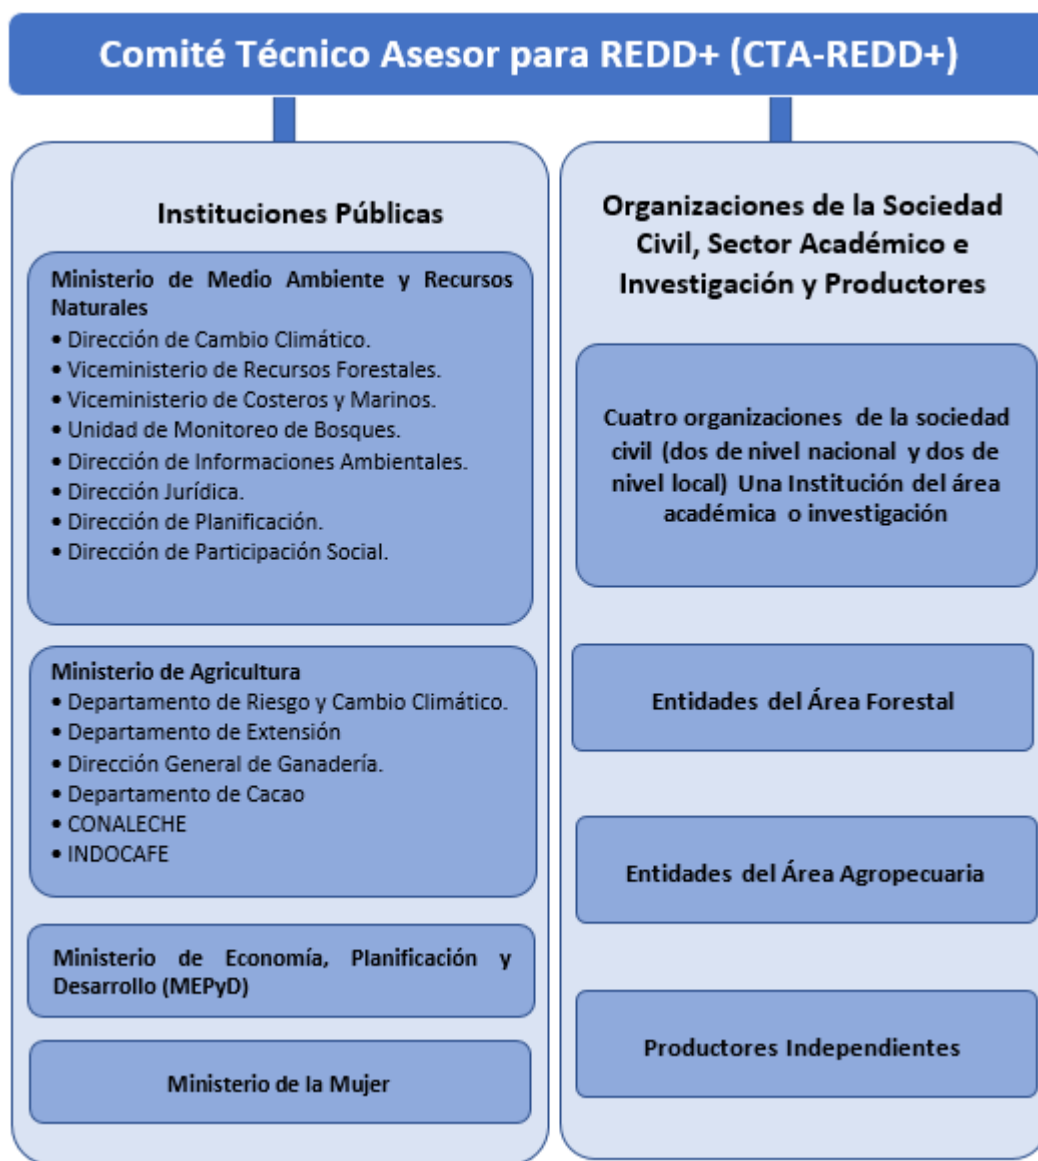 Comité Técnico Asesor para REDD+ (CTA-REDD+)
Instituciones Públicas
Ministerio de Medio Ambiente y Recursos
Naturales
• Dirección de Cambio Climático.
• Viceministerio de Recursos Forestales.
• Viceministerio de Costeros y Marinos.
• Unidad de Monitoreo de Bosques.
• Dirección de Informaciones Ambientales.
• Dirección Jurídica.
• Dirección de Planificación.
• Dirección de Participación Social.
Ministerio de Agricultura
• Departamento de Riesgo y Cambio Climático.
• Departamento de Extensión
• Dirección General de Ganadería.
• Departamento de Cacao
• CONALECHE
• INDOCAFE
Ministerio de Economía, Planificación y
Desarrollo (MEPyD)
Ministerio de la Mujer
Organizaciones de la Sociedad
Civil, Sector Académico e
Investigación y Productores
Cuatro organizaciones de la sociedad
civil (dos de nivel nacional y dos de
nivel local) Una Institución del área
académica o investigación
Entidades del Área Forestal
Entidades del Área Agropecuaria
Productores Independientes